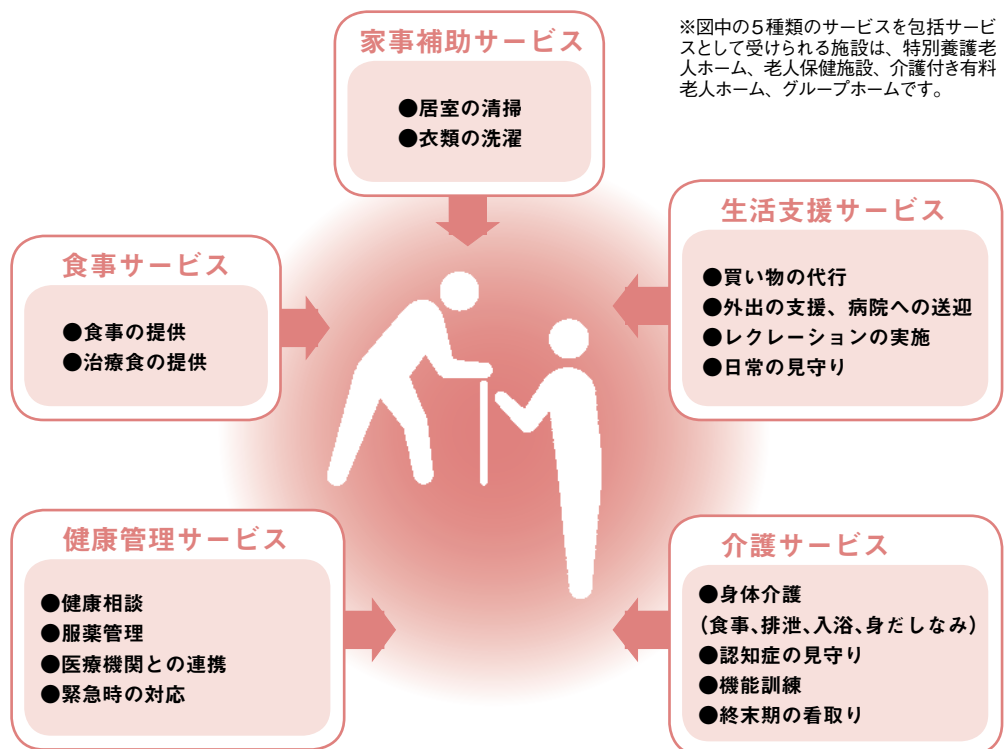 家事補助サービス
●居室の清掃
●衣類の洗濯
※図中の5種類のサービスを包括サービ
スとして受けられる施設は、特別養護老
人ホーム、老人保健施設、介護付き有料
老人ホーム、グループホームです。
食事サービス
●食事の提供
●治療食の提供
生活支援サービス
●買い物の代行
●外出の支援、病院への送迎
●レクレーションの実施
●日常の見守り
健康管理サービス
●健康相談
●服薬管理
●医療機関との連携
●緊急時の対応
介護サービス
●身体介護
(食事、排泄、入浴、身だしなみ)
●認知症の見守り
●機能訓練
●終末期の看取り